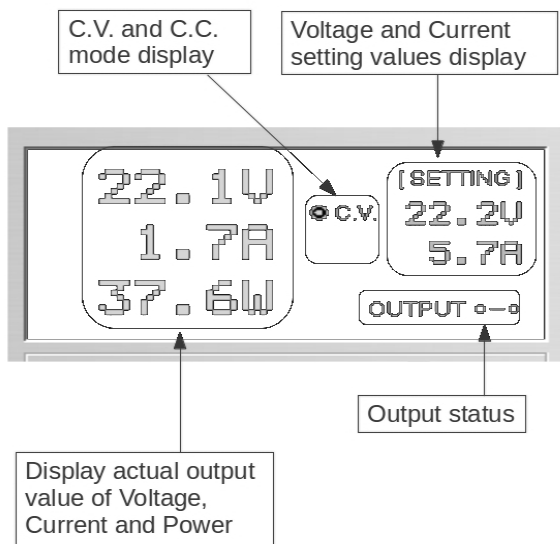 C.V. and C.C.
mode display
Voltage and Current
setting values display
22.1V
1.7A
37.6W
C.V.
[SETTING]
22.2V
5.7A
OUTPUT
Output status
Display actual output
value of Voltage,
Current and Power